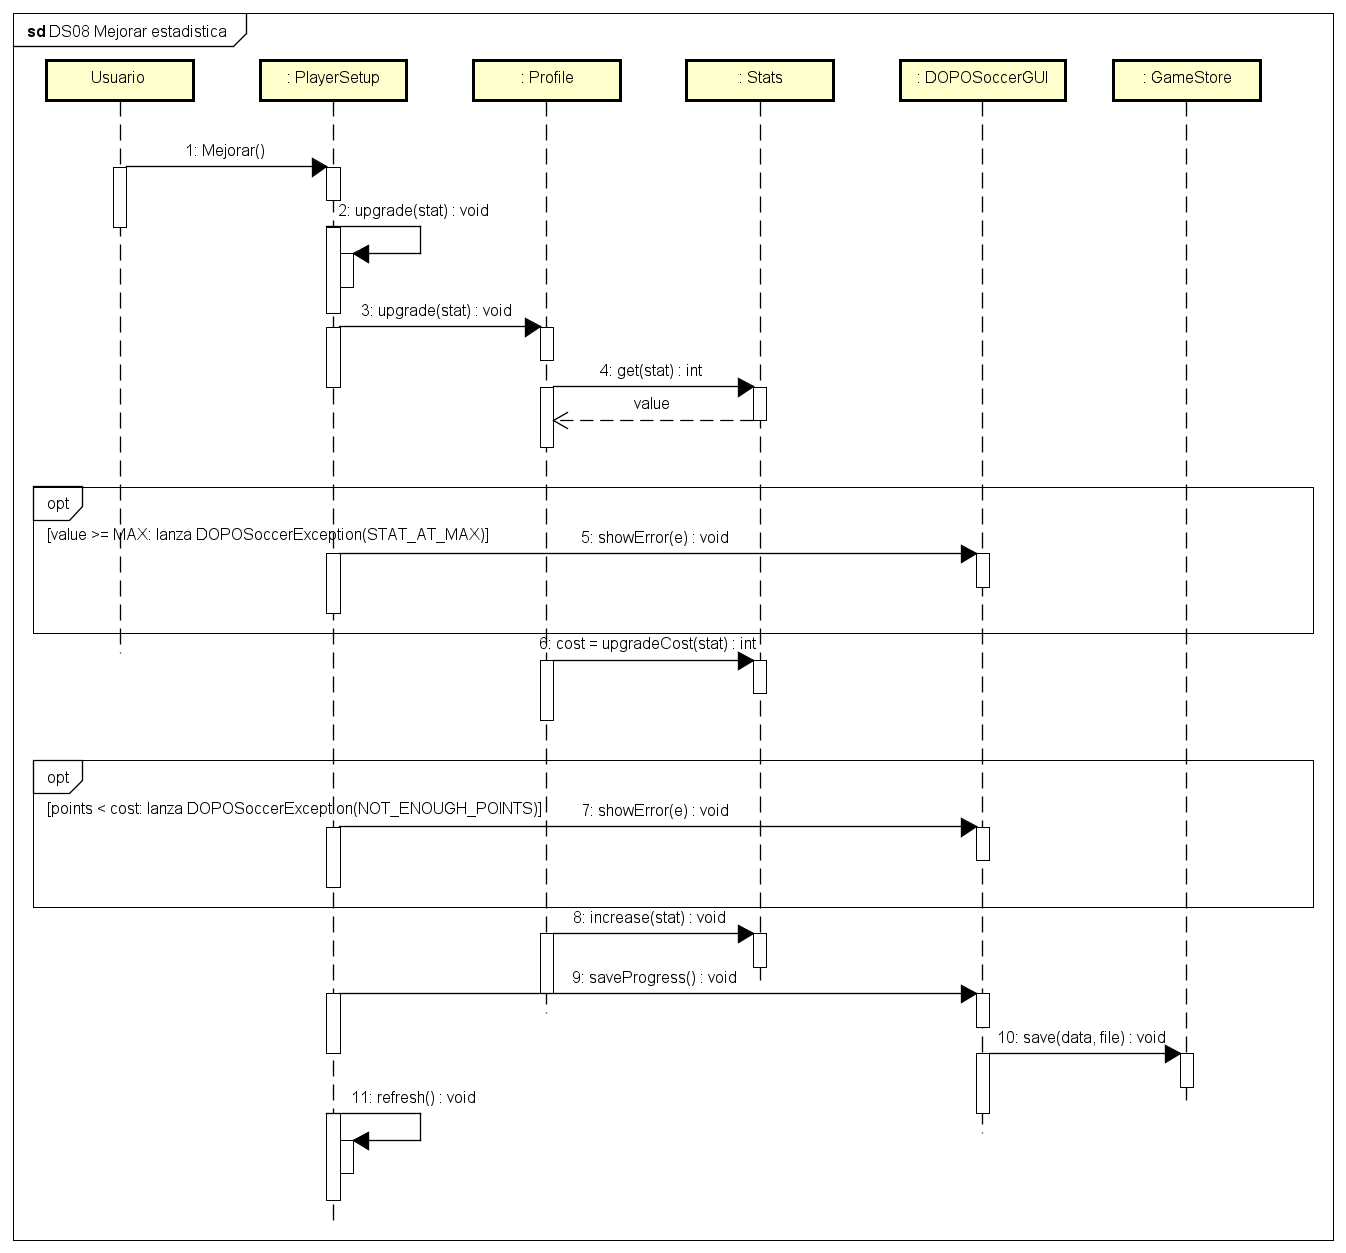 sd DS08 Mejorar estadistica
Usuario
: PlayerSetup
: Profile
: Stats
: DOPOSoccerGUI
: GameStore
1: Mejorar()
2: upgrade(stat) : void
3: upgrade(stat) : void
4: get(stat) : int
value
opt
[value >= MAX: lanza DOPOSoccerException(STAT_AT_MAX)]
5: showError(e) : void
6: cost = upgradeCost(stat) : int
opt
[points < cost: lanza DOPOSoccerException(NOT_ENOUGH_POINTS)]
7: showError(e) : void
8: increase(stat) : void
9: saveProgress() : void
10: save(data, file) : void
11: refresh() : void